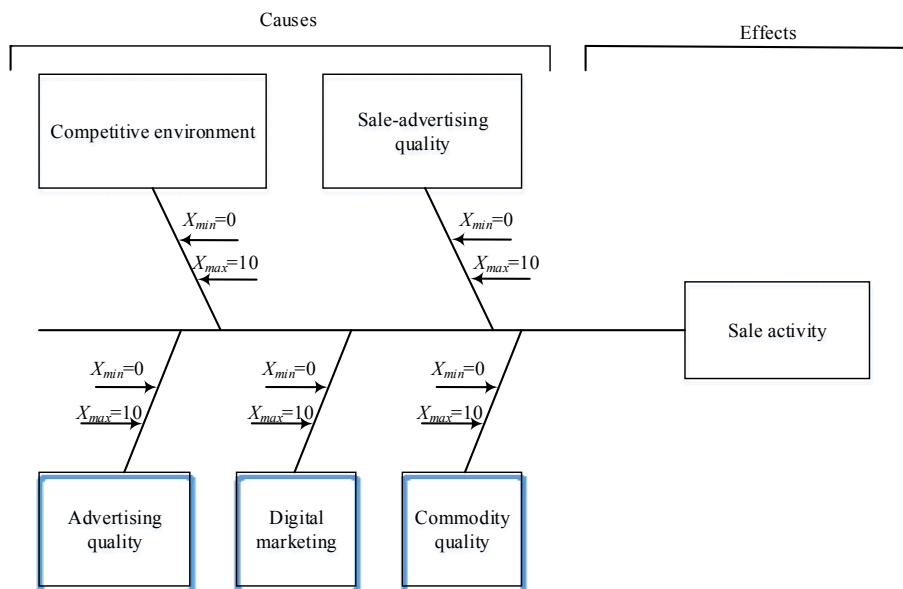 Causes
Effects
Competitive environment
Sale-advertising
quality
Xmin=0
Xmax=10
Xmin=0
Xmax=10
Sale activity
Xmin=0
Xmax=10
Xmin=0
Xmax=10
Xmin=0
Xmax=10
Advertising
quality
Digital
marketing
Commodity
quality